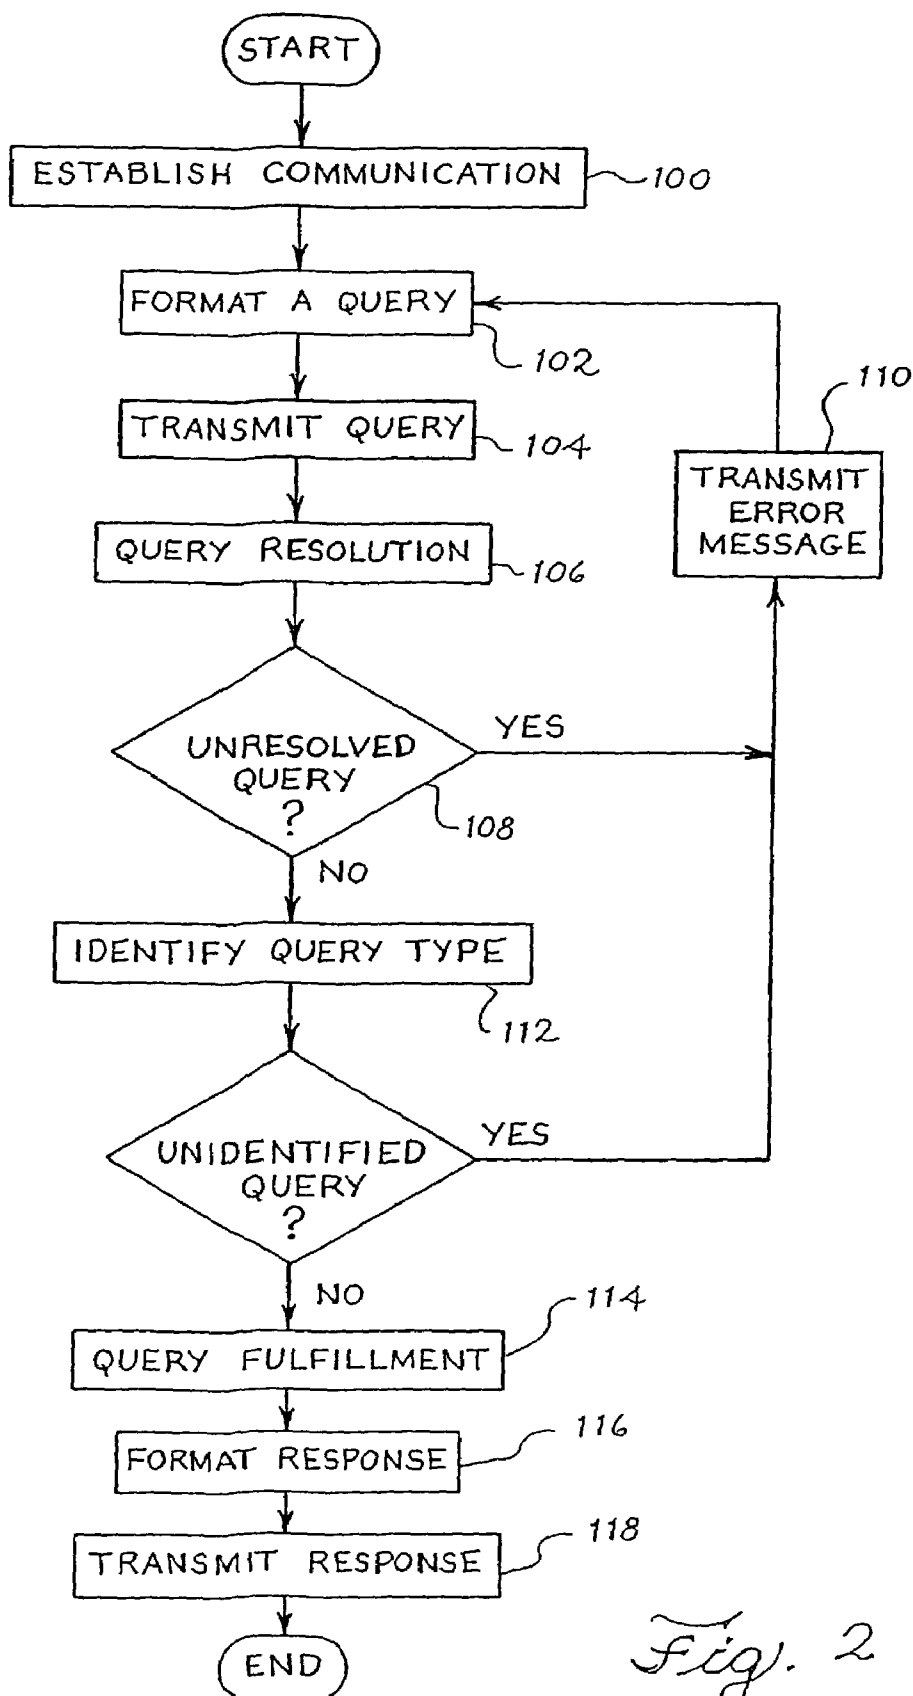 START
ESTABLISH COMMUNICATION
100
FORMAT A QUERY
102
TRANSMIT QUERY
104
110
TRANSMIT
ERROR
MESSAGE
QUERY RESOLUTION
106
UNRESOLVED
QUERY
?
YES
108
NO
IDENTIFY QUERY TYPE
112
UNIDENTIFIED
QUERY
?
YES
NO
114
QUERY FULFILLMENT
116
FORMAT RESPONSE
118
TRANSMIT RESPONSE
END
Fig. 2